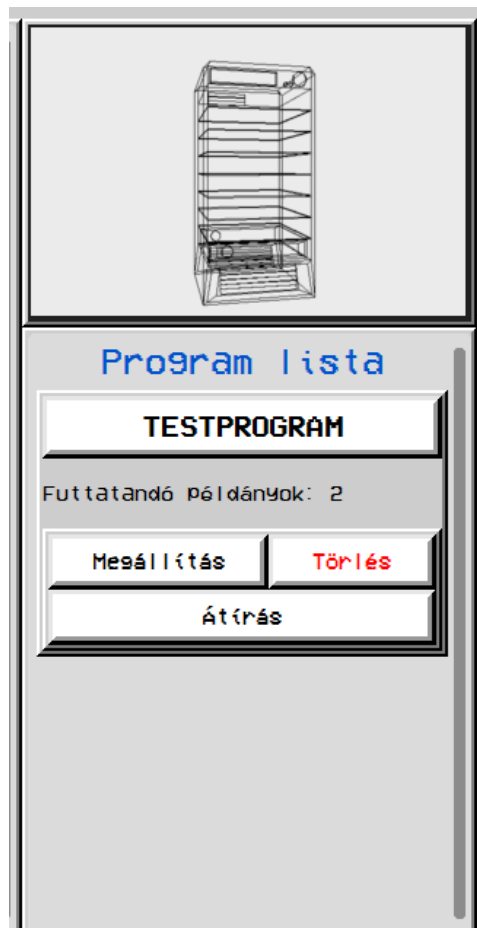 Program lista
TESTPROGRAM
Futtatandó Példányok: 2
Megállítás
Törlés
Átírás